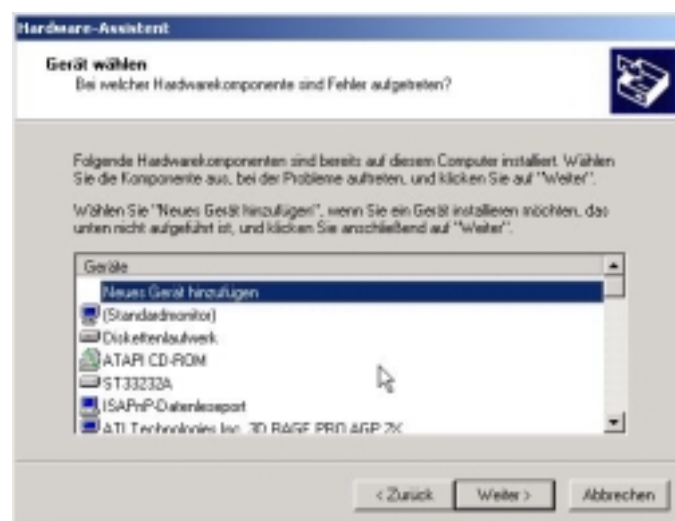 Hardware-Assistent
Gerät wählen
Bei welcher Hardwarekomponente sind Fehler aufgetreten?
Folgende Hardwarekomponenten sind bereits auf diesem Computer installiert. Wählen
Sie die Komponente aus, bei der Probleme auftreten, und klicken Sie auf "Weiter".
Wählen Sie "Neues Gerät hinzufügen", wenn Sie ein Gerät installieren möchten, das
unten nicht aufgeführt ist, und klicken Sie anschließend auf "Weiter".
Geräte
Neues Gerät hinzufügen
(Standardmonitor)
Diskettenlaufwerk
ATAPI CD-ROM
ST33232A
ISAPnP-Datenleseport
ATI Technologies Inc. 3D RAGE PRO AGP 2X
< Zurück
Weiter >
Abbrechen